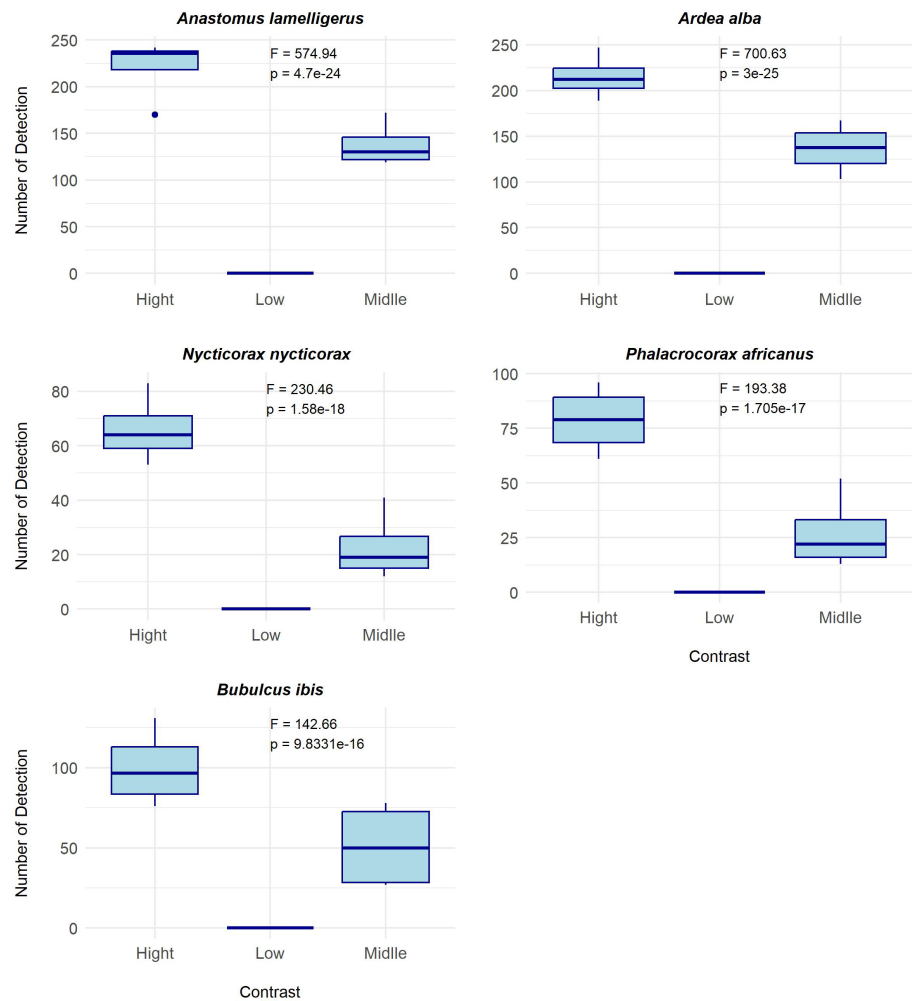 Anastomus lamelligerus
F = 574.94
p = 4.7e-24
Number of Detection
250
200
150
100
50
0
Hight Low Midlle
Ardea alba
F = 700.63
p = 3e-25
250
200
150
100
50
0
Hight Low Midlle
Nycticorax nycticorax
F = 230.46
p = 1.58e-18
Number of Detection
80
60
40
20
0
Hight Low Midlle
Phalacrocorax africanus
F = 193.38
p = 1.705e-17
100
75
50
25
0
Hight Low Midlle
Contrast
Bubulcus ibis
F = 142.66
p = 9.8331e-16
Number of Detection
100
50
0
Hight Low Midlle
Contrast